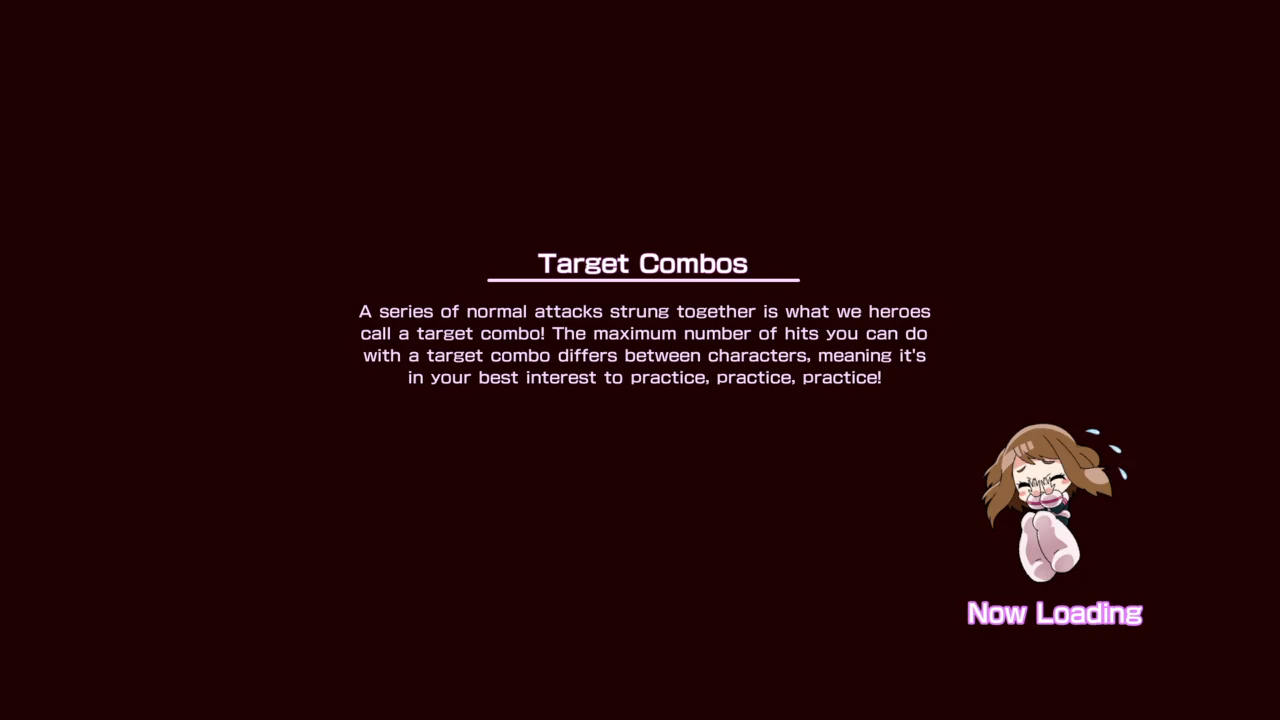 Target Combos
A series of normal attacks strung together is what we heroes
call a target combo! The maximum number of hits you can do
with a target combo differs between characters, meaning it's
in your best interest to practice, practice, practice!
Now Loading